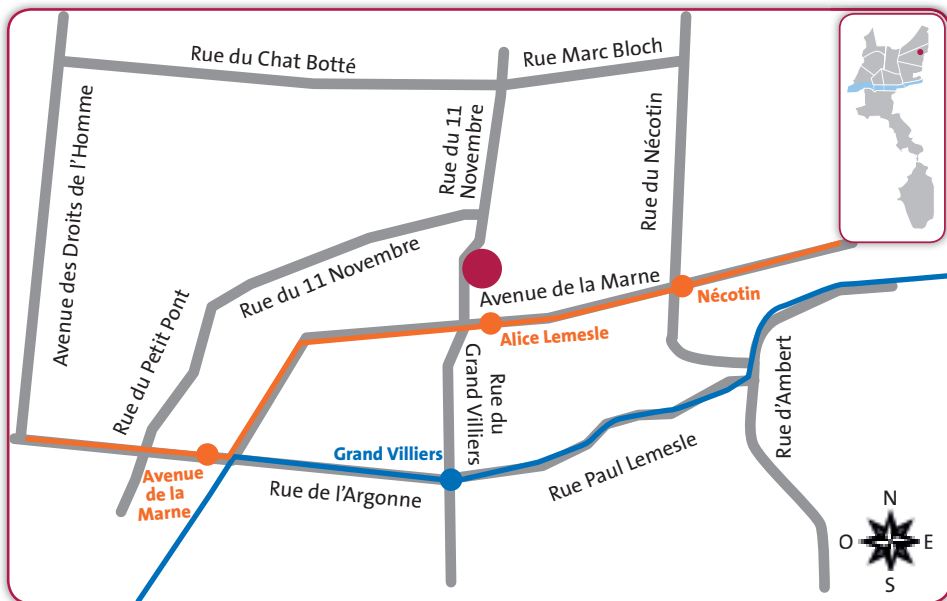 Rue du Chat Botté
Rue Marc Bloch
Avenue des Droits de l'Homme
Rue du 11
Novembre
Rue du Nécotin
Rue du 11 Novembre
Avenue de la Marne
Nécotin
Alice Lemesle
Rue du Petit Pont
Rue du
Grand Villiers
Rue d'Ambert
Grand Villiers
Avenue
de la
Marne
Rue de l'Argonne
Rue Paul Lemesle
N
O
E
S